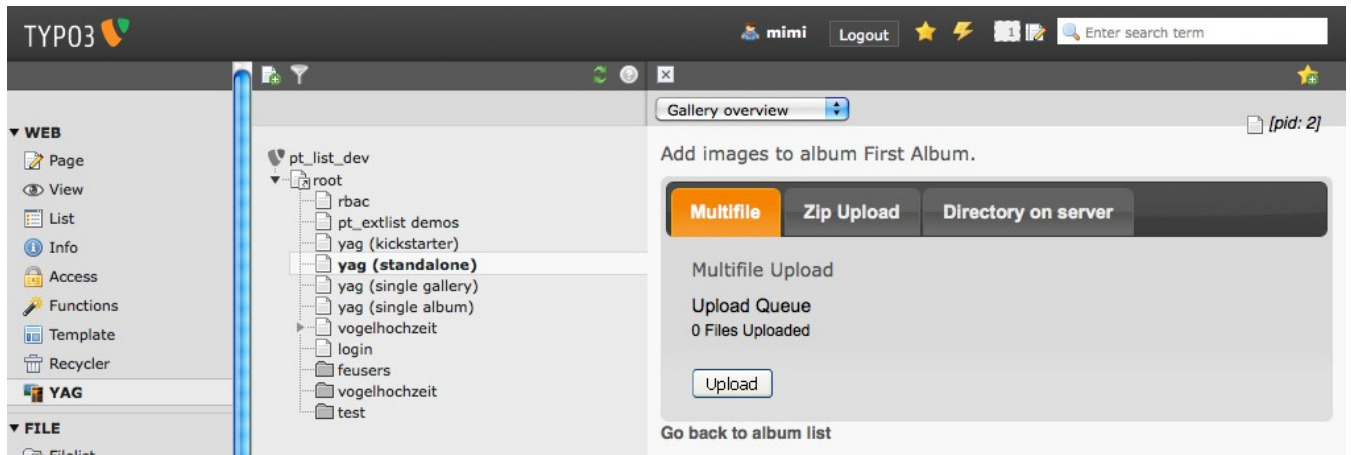 TYPO3
mimi Logout 1 Enter search term
Gallery overview
[pid: 2]
WEB
Page
View
List
Info
Access
Functions
Template
Recycler
YAG
FILE
Filelist
pt_list_dev
root
rbac
pt_extlist demos
yag (kickstarter)
yag (standalone)
yag (single gallery)
yag (single album)
vogelhochzeit
login
feusers
vogelhochzeit
test
Add images to album First Album.
Multifile Zip Upload Directory on server
Multifile Upload
Upload Queue
0 Files Uploaded
Upload
Go back to album list